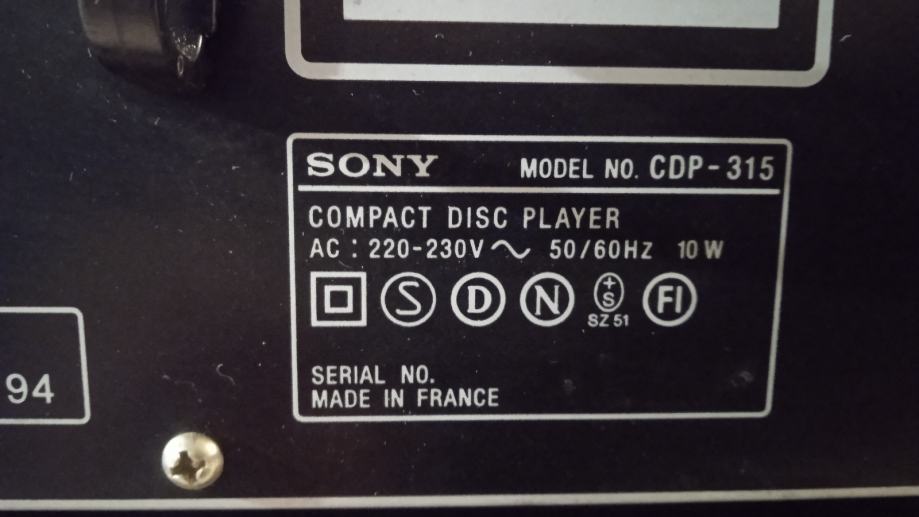 SONY MODEL NO. CDP-315
COMPACT DISC PLAYER
AC : 220-230V ~ 50/60HZ 10 W
S D N +S FI
SZ 51
94
SERIAL NO.
MADE IN FRANCE